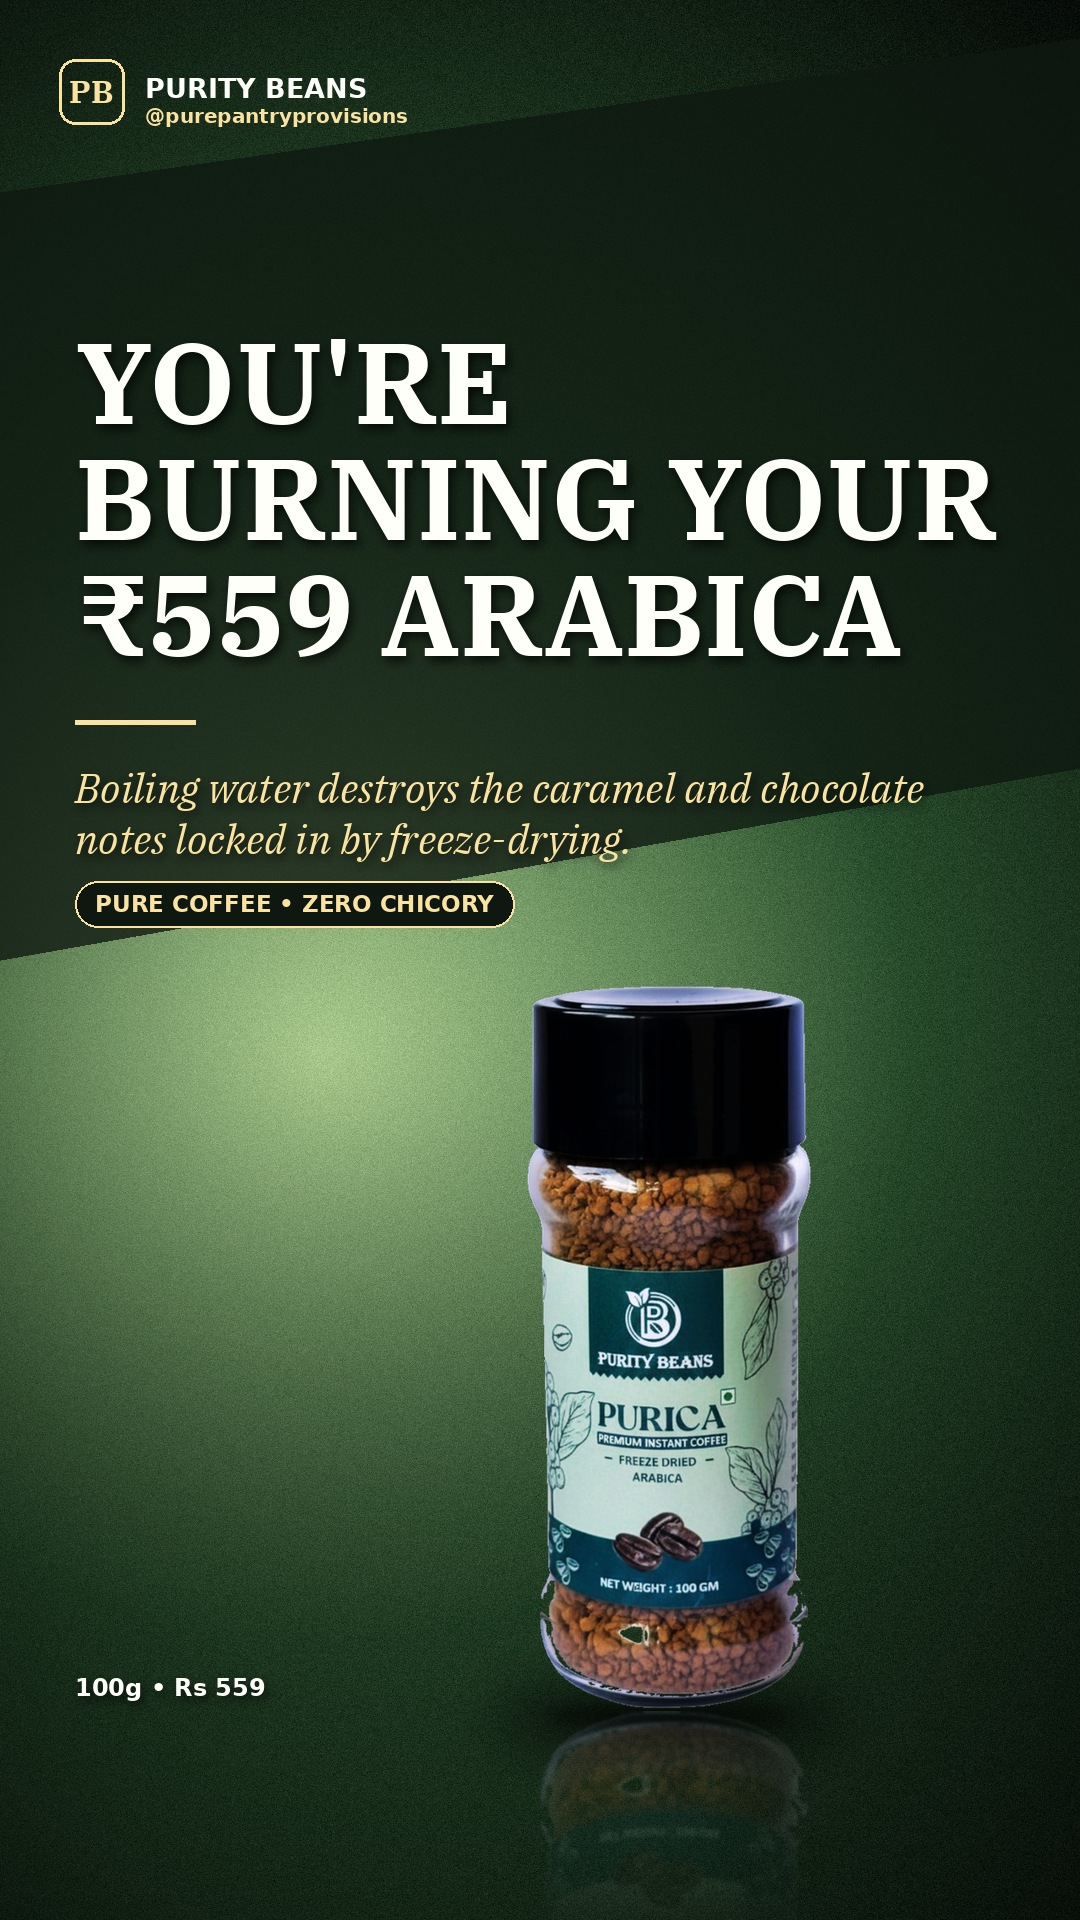 PB
PURITY BEANS
@purepantryprovisions
YOU'RE
BURNING YOUR
₹559 ARABICA
Boiling water destroys the caramel and chocolate
notes locked in by freeze-drying.
PURE COFFEE • ZERO CHICORY
PURITY BEANS
PURICA
PREMIUM INSTANT COFFEE
FREEZE DRIED
ARABICA
NET WEIGHT : 100 GM
100g • Rs 559